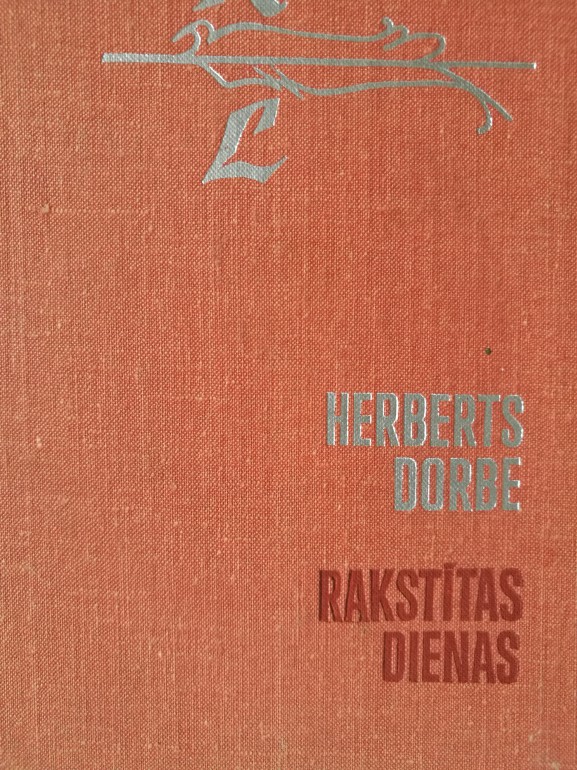 L
HERBERTS
DORBE
RAKSTĪTAS
DIENAS